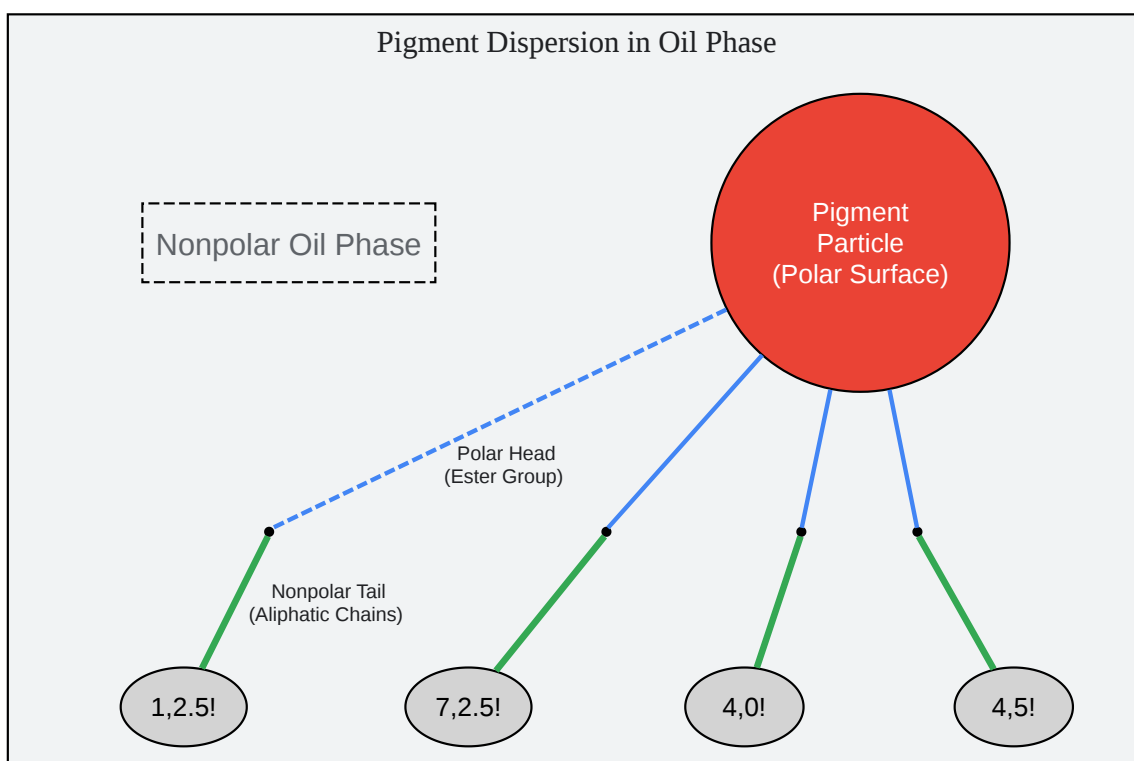 Pigment Dispersion in Oil Phase
Pigment
Particle
(Polar Surface)
Nonpolar Oil Phase
Polar Head
(Ester Group)
Nonpolar Tail
(Aliphatic Chains)
1,2.5!
7,2.5!
4,0!
4,5!